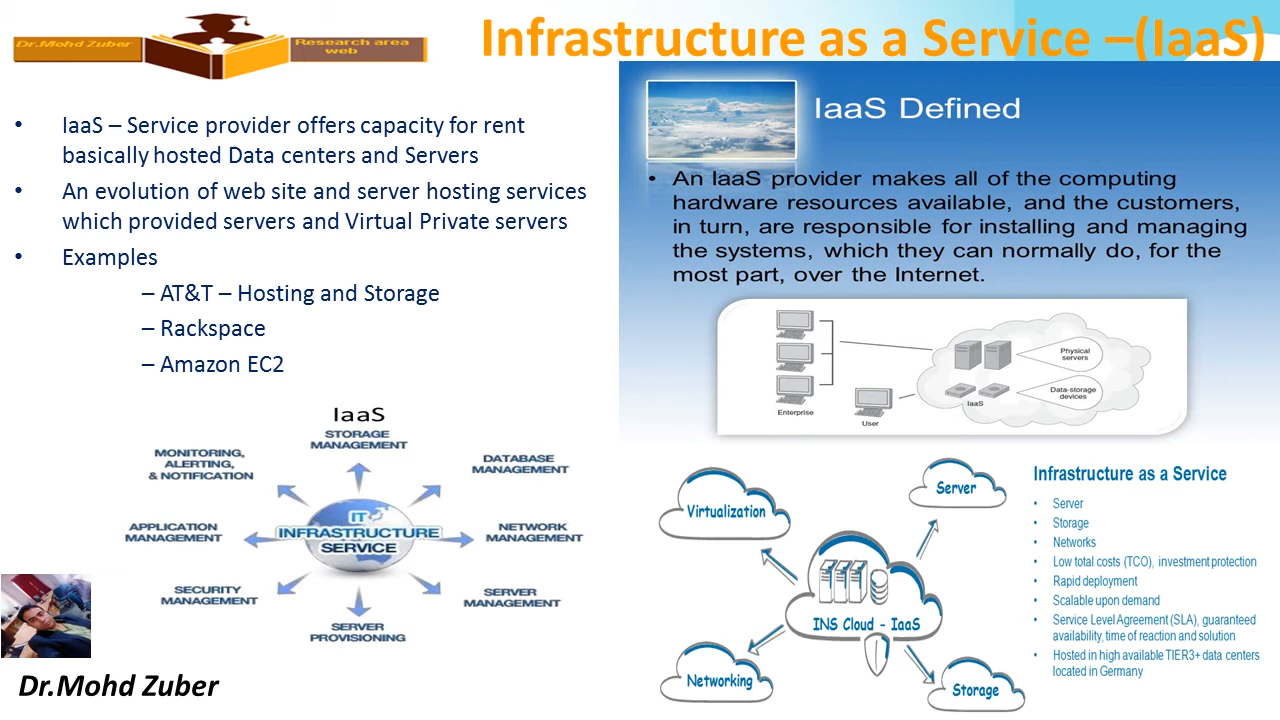 Dr.Mohd Zuber
Research area
web
Infrastructure as a Service –(IaaS)
• IaaS – Service provider offers capacity for rent
basically hosted Data centers and Servers
• An evolution of web site and server hosting services
which provided servers and Virtual Private servers
• Examples
– AT&T – Hosting and Storage
– Rackspace
– Amazon EC2
IaaS Defined
• An IaaS provider makes all of the computing
hardware resources available, and the customers,
in turn, are responsible for installing and managing
the systems, which they can normally do, for the
most part, over the Internet.
Enterprise
User
IaaS
Physical
servers
Data-storage
devices
IaaS
STORAGE
MANAGEMENT
MONITORING,
ALERTING,
& NOTIFICATION
DATABASE
MANAGEMENT
APPLICATION
MANAGEMENT
IT
INFRASTRUCTURE
SERVICE
NETWORK
MANAGEMENT
SECURITY
MANAGEMENT
SERVER
MANAGEMENT
SERVER
PROVISIONING
Virtualization
Server
INS Cloud - IaaS
Networking
Storage
Infrastructure as a Service
• Server
• Storage
• Networks
• Low total costs (TCO), investment protection
• Rapid deployment
• Scalable upon demand
• Service Level Agreement (SLA), guaranteed
availability, time of reaction and solution
• Hosted in high available TIER3+ data centers
located in Germany
Dr.Mohd Zuber